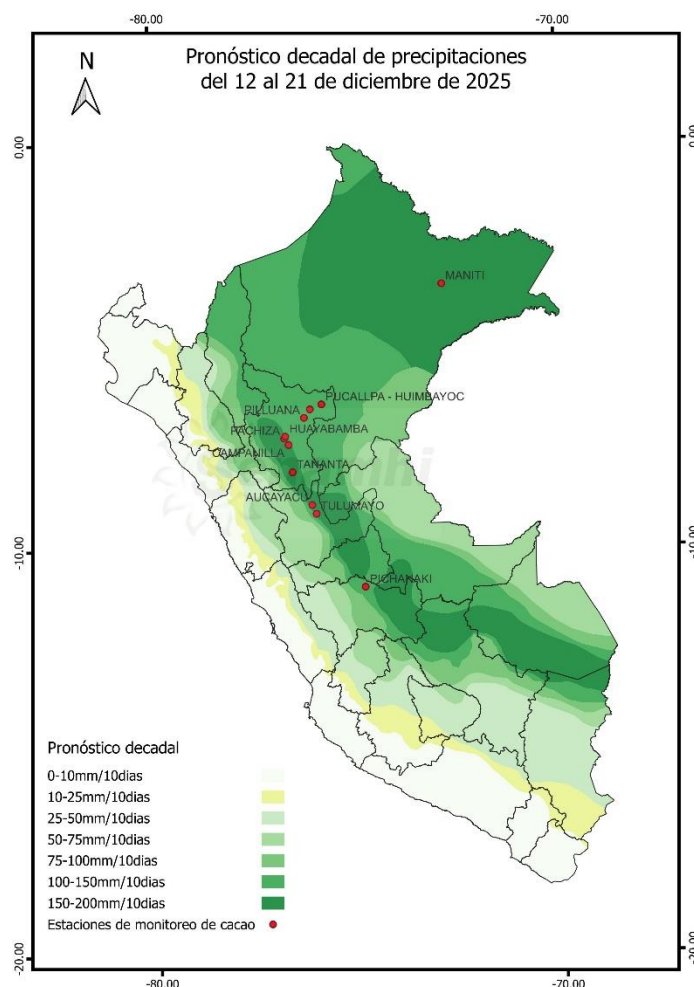 -80.00
-70.00
Pronóstico decadal de precipitaciones
del 12 al 21 de diciembre de 2025
N
0.00
0.00
MANITI
PUCALLPA - HUIMBAYOC
PILLUANA
PACHIZA
HUAYABAMBA
CAMPANILLA
TANANTA
AUCAYACU
TULUMAYO
-10.00
-10.00
PICHANAKI
Pronóstico decadal
0-10mm/10dias
10-25mm/10dias
25-50mm/10dias
50-75mm/10dias
75-100mm/10dias
100-150mm/10dias
150-200mm/10dias
Estaciones de monitoreo de cacao
-20.00
-20.00
-80.00
-70.00